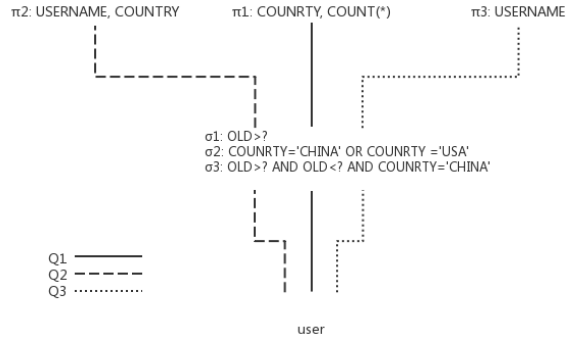 π2: USERNAME, COUNTRY π1: COUNRTY, COUNT(*) π3: USERNAME
σ1: OLD>?
σ2: COUNRTY='CHINA' OR COUNRTY ='USA'
σ3: OLD>? AND OLD<? AND COUNRTY='CHINA'
Q1
Q2
Q3
user